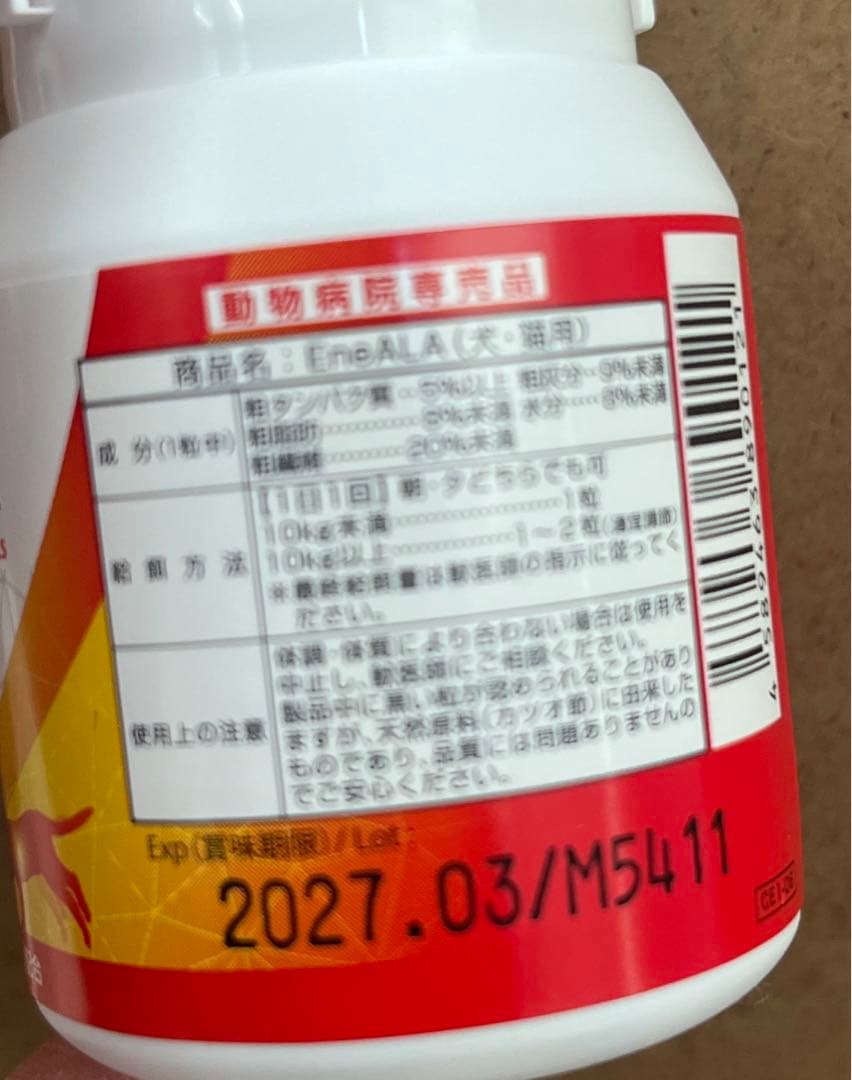 動物病院専売品
商品名：EneALA(犬・猫用)
成 分(1粒中)
粗タンパク質…5%以上 粗灰分…9%未満
粗脂肪………5%未満 水分……8%未満
粗繊維………20%未満
給 餌 方 法
【1日1回】朝・夕どちらでも可
10kg未満………………1粒
10kg以上………………1～2粒(適宜調節)
※最終給餌量は獣医師の指示に従ってく
ださい。
使用上の注意
体調・体質により合わない場合は使用を
中止し、獣医師にご相談ください。
製品中に黒い粒が認められることがあり
ますが、天然原料(カツオ節)に由来した
ものであり、品質には問題ありませんの
でご安心ください。
Exp(賞味期限)/Lot:
2027.03/M5411
CE1-06